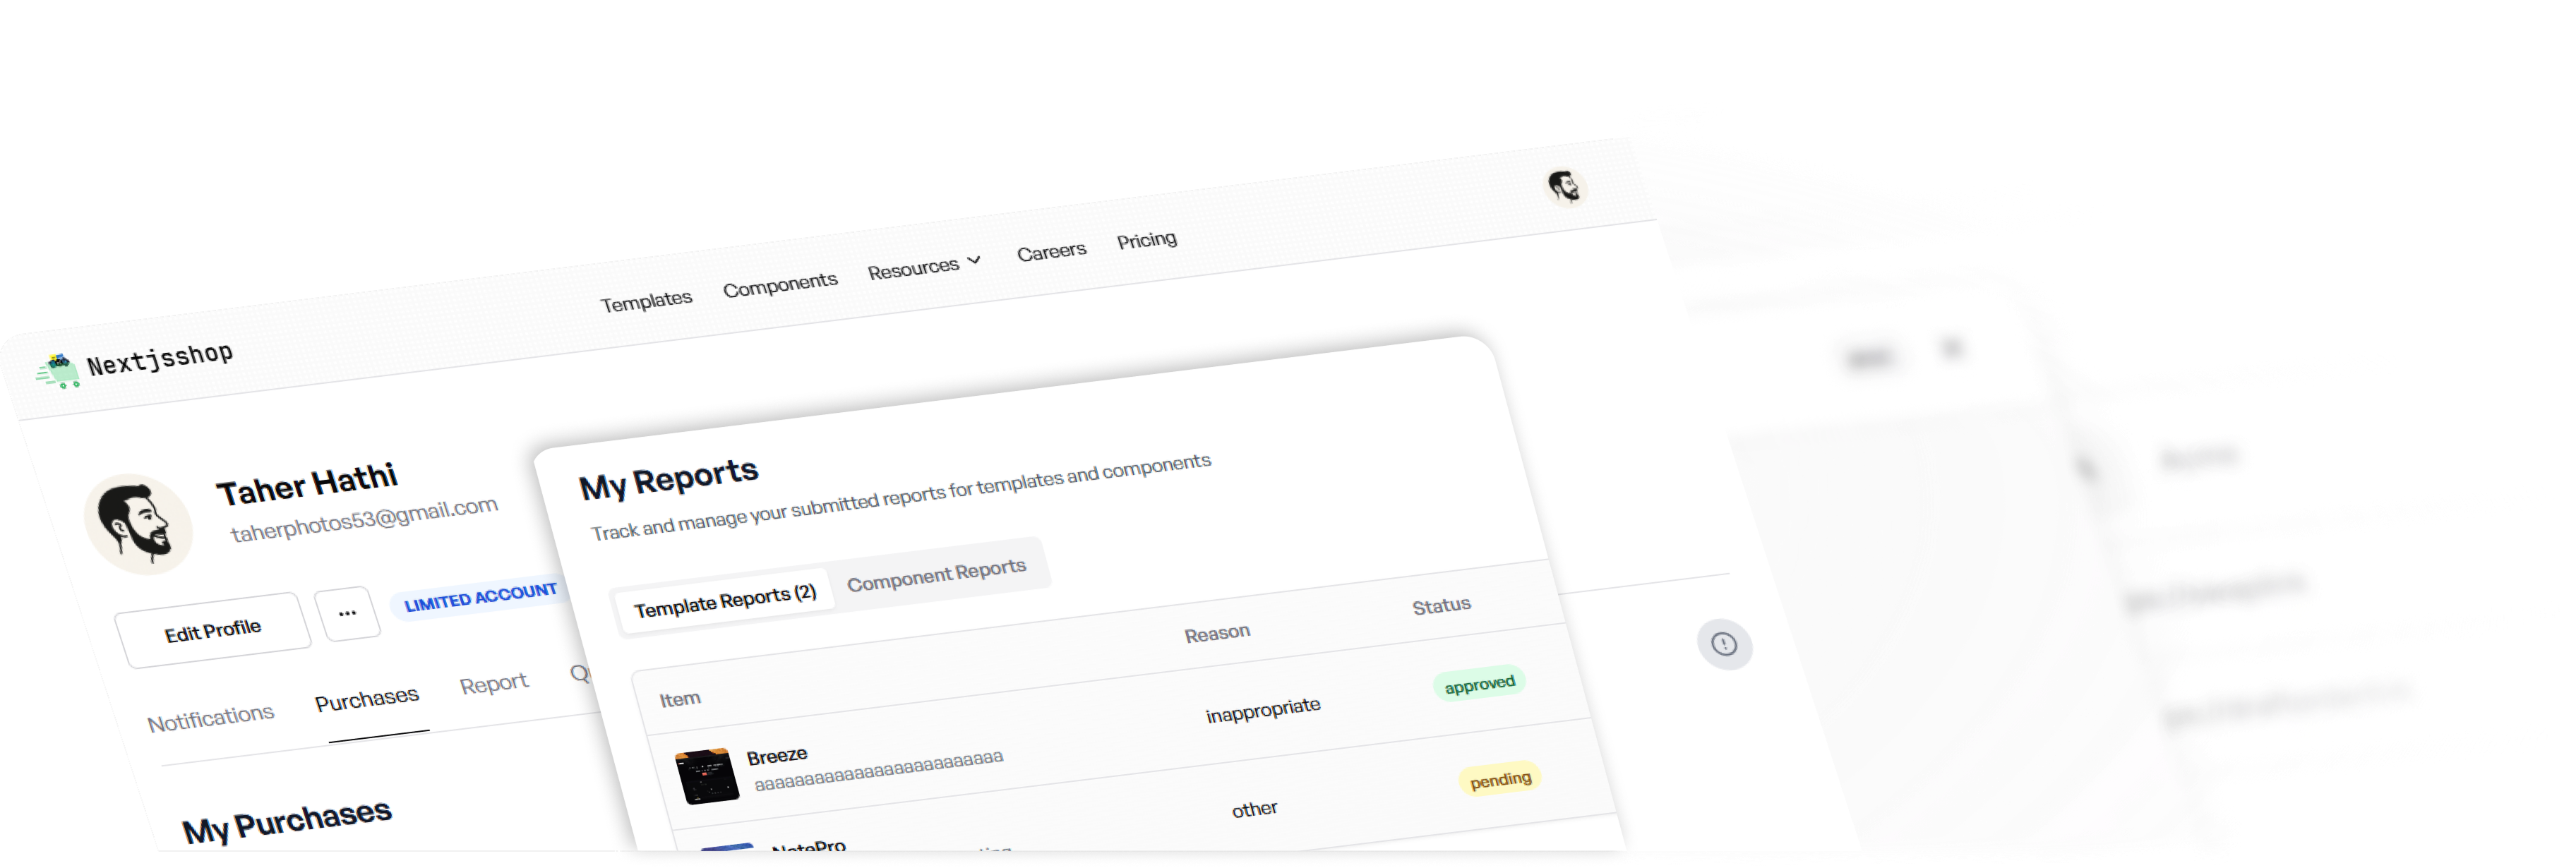 Nextjsshop
Templates
Components
Resources
Careers
Pricing
Taher Hathi
taherphotos53@gmail.com
Edit Profile
LIMITED ACCOUNT
Notifications
Purchases
Report
My Purchases
My Reports
Track and manage your submitted reports for templates and components
Template Reports (2)
Component Reports
Item
Reason
Status
Breeze
aaaaaaaaaaaaaaaaaaaaaaaaa
inappropriate
approved
NotePro
other
pending